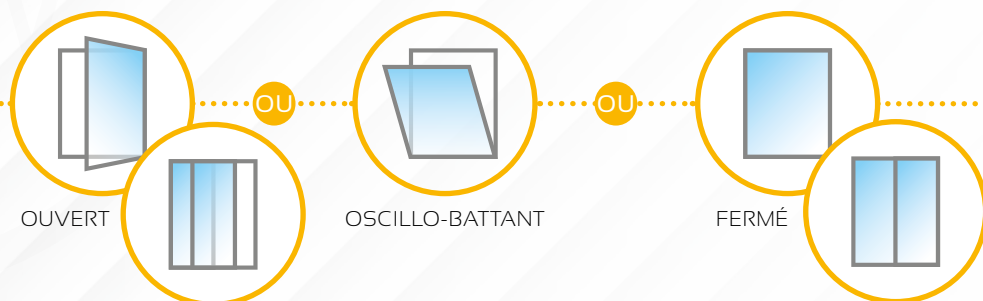 OU
OU
OUVERT
OSCILLO-BATTANT
FERMÉ